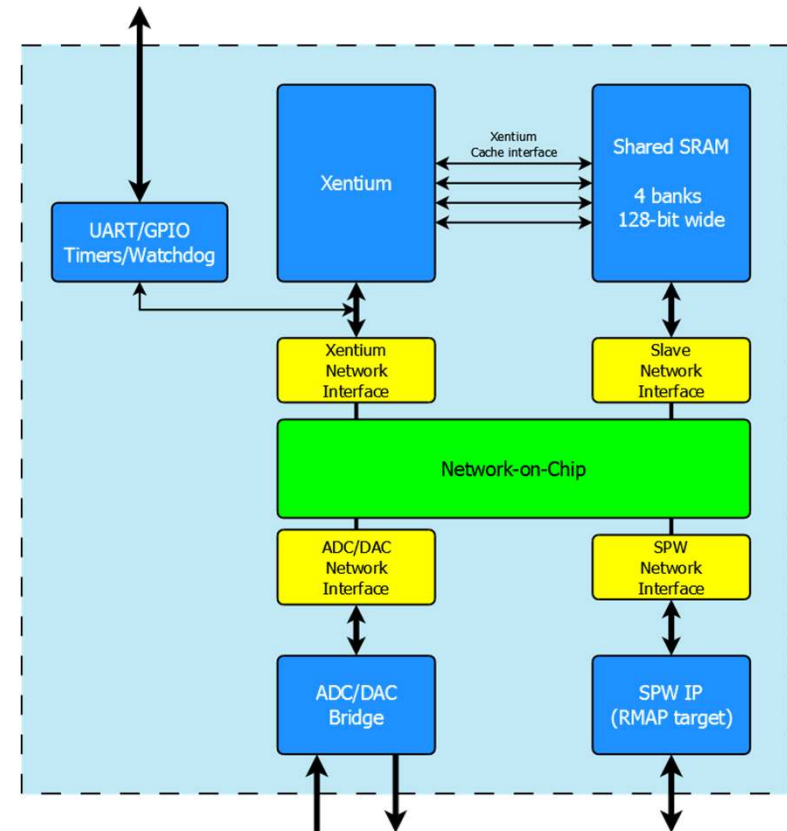 Xentium
Xentium
Cache interface
Shared SRAM
4 banks
128-bit wide
UART/GPIO
Timers/Watchdog
Xentium
Network
Interface
Slave
Network
Interface
Network-on-Chip
ADC/DAC
Network
Interface
SPW
Network
Interface
ADC/DAC
Bridge
SPW IP
(RMAP target)